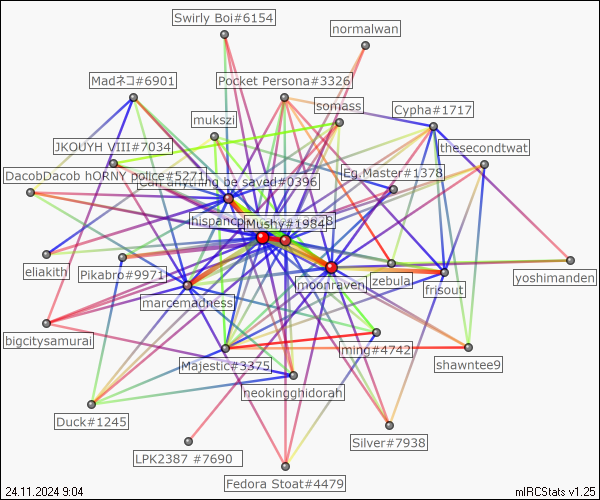 Swirly Boi#6154
normalwan
Madネコ#6901
Pocket Persona#3326
somass
Cypha#1717
mukszi
JKOUYH VIII#7034
thesecondtwat
Eg.Master#1378
DacobDacob hORNY police#5271
Can anything be saved#0396
hispancp
Mushy#1984
8
eliakith
Pikabro#9971
moonraven
zebula
frisout
yoshimanden
marcemadness
bigcitysamurai
ming#4742
Majestic#3375
shawntee9
neokingghidorah
Duck#1245
Silver#7938
LPK2387 #7690
Fedora Stoat#4479
24.11.2024 9:04
mIRCStats v1.25